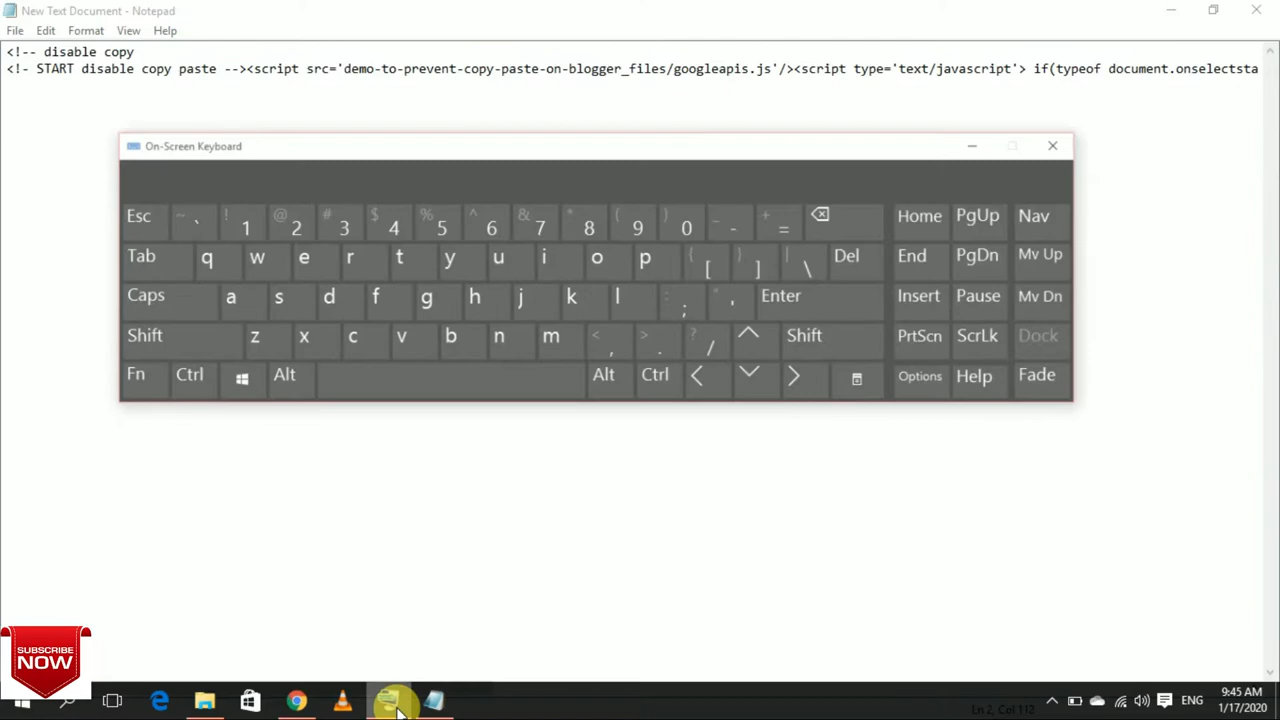 New Text Document - Notepad
File Edit Format View Help
<!-- disable copy
<!- START disable copy paste --><script src='demo-to-prevent-copy-paste-on-blogger_files/googleapis.js'/><script type='text/javascript'> if(typeof document.onselectsta
On-Screen Keyboard
Esc ~ ` ! 1 @ 2 # 3 $ 4 % 5 ^ 6 & 7 * 8 ( 9 ) 0 _ - + = Home PgUp Nav
Tab q w e r t y u i o p { [ } ] | \ Del End PgDn Mv Up
Caps a s d f g h j k l : ; " ' Enter Insert Pause Mv Dn
Shift z x c v b n m < , > . ? / Shift PrtScn ScrLk Dock
Fn Ctrl Alt Alt Ctrl Options Help Fade
SUBSCRIBE
NOW
Ln 2, Col 112
ENG
9:45 AM
1/17/2020